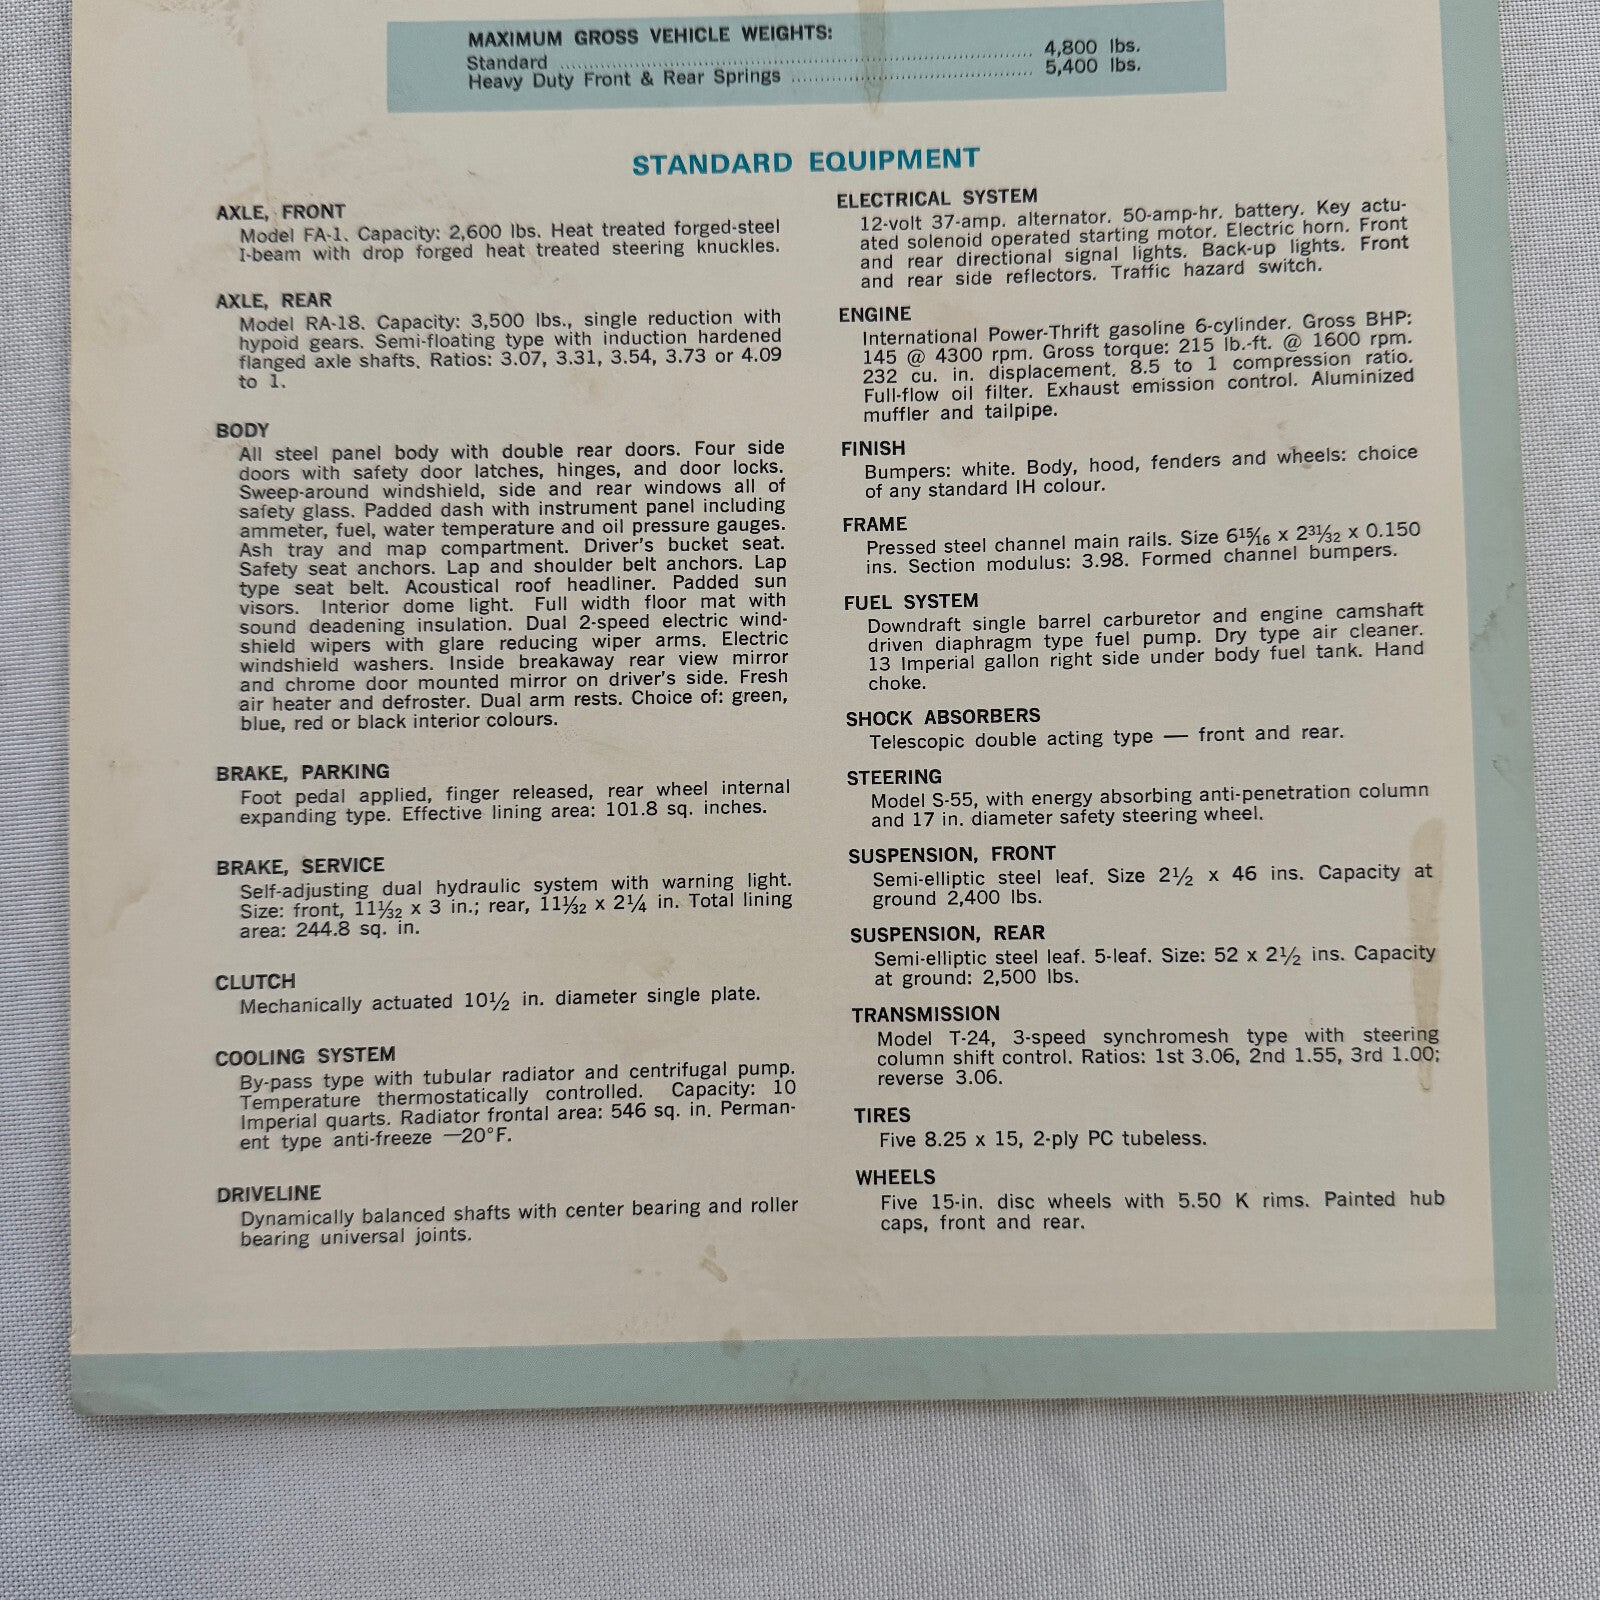 MAXIMUM GROSS VEHICLE WEIGHTS:
Standard ........ 4,800 lbs.
Heavy Duty Front & Rear Springs ........ 5,400 lbs.
STANDARD EQUIPMENT
AXLE, FRONT
Model FA-1. Capacity: 2,600 lbs. Heat treated forged-steel
I-beam with drop forged heat treated steering knuckles.
AXLE, REAR
Model RA-18. Capacity: 3,500 lbs., single reduction with
hypoid gears. Semi-floating type with induction hardened
flanged axle shafts. Ratios: 3.07, 3.31, 3.54, 3.73 or 4.09
to 1.
BODY
All steel panel body with double rear doors. Four side
doors with safety door latches, hinges, and door locks.
Sweep-around windshield, side and rear windows all of
safety glass. Padded dash with instrument panel including
ammeter, fuel, water temperature and oil pressure gauges.
Ash tray and map compartment. Driver's bucket seat.
Safety seat anchors. Lap and shoulder belt anchors. Lap
type seat belt. Acoustical roof headliner. Padded sun
visors. Interior dome light. Full width floor mat with
sound deadening insulation. Dual 2-speed electric wind-
shield wipers with glare reducing wiper arms. Electric
windshield washers. Inside breakaway rear view mirror
and chrome door mounted mirror on driver's side. Fresh
air heater and defroster. Dual arm rests. Choice of: green,
blue, red or black interior colours.
BRAKE, PARKING
Foot pedal applied, finger released, rear wheel internal
expanding type. Effective lining area: 101.8 sq. inches.
BRAKE, SERVICE
Self-adjusting dual hydraulic system with warning light.
Size: front, 11 1/32 x 3 in.; rear, 11 1/32 x 2 1/4 in. Total lining
area: 244.8 sq. in.
CLUTCH
Mechanically actuated 10 1/2 in. diameter single plate.
COOLING SYSTEM
By-pass type with tubular radiator and centrifugal pump.
Temperature thermostatically controlled. Capacity: 10
Imperial quarts. Radiator frontal area: 546 sq. in. Perman-
ent type anti-freeze —20°F.
DRIVELINE
Dynamically balanced shafts with center bearing and roller
bearing universal joints.
ELECTRICAL SYSTEM
12-volt 37-amp. alternator. 50-amp-hr. battery. Key actu-
ated solenoid operated starting motor. Electric horn. Front
and rear directional signal lights. Back-up lights. Front
and rear side reflectors. Traffic hazard switch.
ENGINE
International Power-Thrift gasoline 6-cylinder. Gross BHP:
145 @ 4300 rpm. Gross torque: 215 lb.-ft. @ 1600 rpm.
232 cu. in. displacement. 8.5 to 1 compression ratio.
Full-flow oil filter. Exhaust emission control. Aluminized
muffler and tailpipe.
FINISH
Bumpers: white. Body, hood, fenders and wheels: choice
of any standard IH colour.
FRAME
Pressed steel channel main rails. Size 6 15/16 x 2 31/32 x 0.150
ins. Section modulus: 3.98. Formed channel bumpers.
FUEL SYSTEM
Downdraft single barrel carburetor and engine camshaft
driven diaphragm type fuel pump. Dry type air cleaner.
13 Imperial gallon right side under body fuel tank. Hand
choke.
SHOCK ABSORBERS
Telescopic double acting type — front and rear.
STEERING
Model S-55, with energy absorbing anti-penetration column
and 17 in. diameter safety steering wheel.
SUSPENSION, FRONT
Semi-elliptic steel leaf. Size 2 1/2 x 46 ins. Capacity at
ground 2,400 lbs.
SUSPENSION, REAR
Semi-elliptic steel leaf. 5-leaf. Size: 52 x 2 1/2 ins. Capacity
at ground: 2,500 lbs.
TRANSMISSION
Model T-24, 3-speed synchromesh type with steering
column shift control. Ratios: 1st 3.06, 2nd 1.55, 3rd 1.00;
reverse 3.06.
TIRES
Five 8.25 x 15, 2-ply PC tubeless.
WHEELS
Five 15-in. disc wheels with 5.50 K rims. Painted hub
caps, front and rear.